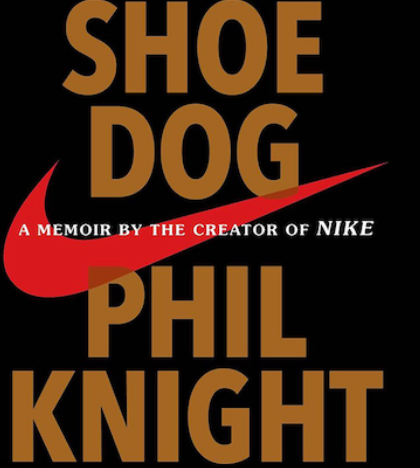 SHOE
DOG
A MEMOIR BY THE CREATOR OF NIKE
PHIL
KNIGHT